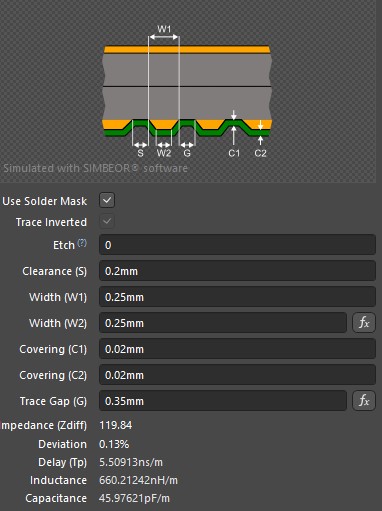 W1
S W2 G C1 C2
Simulated with SIMBEOR® software
Use Solder Mask
Trace Inverted
Etch (?) 0
Clearance (S) 0.2mm
Width (W1) 0.25mm
Width (W2) 0.25mm fx
Covering (C1) 0.02mm
Covering (C2) 0.02mm
Trace Gap (G) 0.35mm fx
mpedance (Zdiff) 119.84
Deviation 0.13%
Delay (Tp) 5.50913ns/m
Inductance 660.21242nH/m
Capacitance 45.97621pF/m